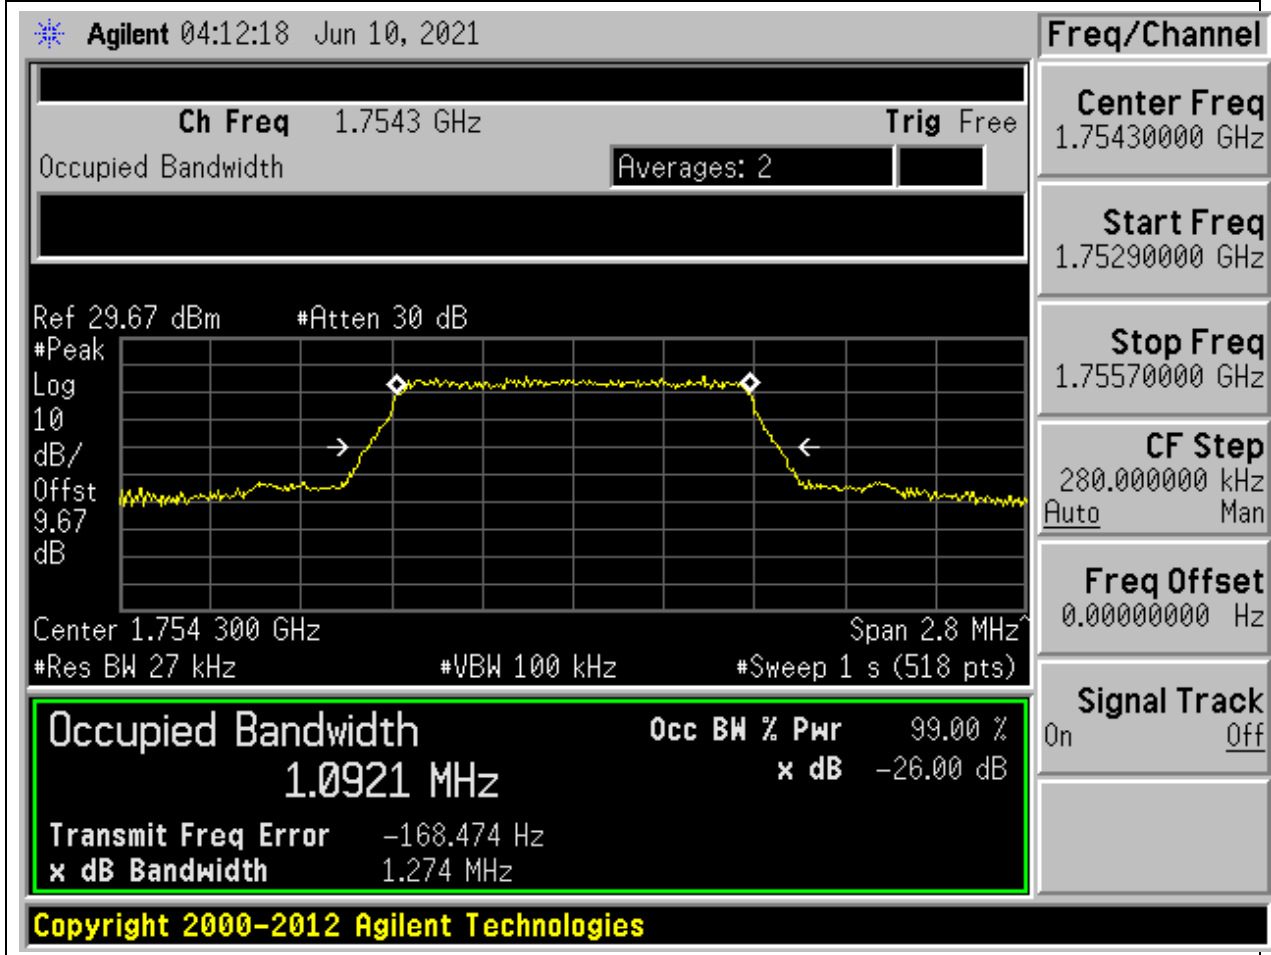 Agilent 04:12:18 Jun 10, 2021
Freq/Channel
Ch Freq 1.7543 GHz Trig Free
Occupied Bandwidth Averages: 2
Center Freq
1.75430000 GHz
Start Freq
1.75290000 GHz
Stop Freq
1.75570000 GHz
CF Step
280.000000 kHz
Auto Man
Freq Offset
0.00000000 Hz
Signal Track
On Off
Ref 29.67 dBm #Atten 30 dB
#Peak
Log
10
dB/
Offst
9.67
dB
Center 1.754 300 GHz Span 2.8 MHz^
#Res BW 27 kHz #VBW 100 kHz #Sweep 1 s (518 pts)
Occupied Bandwidth Occ BW % Pwr 99.00 %
1.0921 MHz x dB -26.00 dB
Transmit Freq Error -168.474 Hz
x dB Bandwidth 1.274 MHz
Copyright 2000-2012 Agilent Technologies